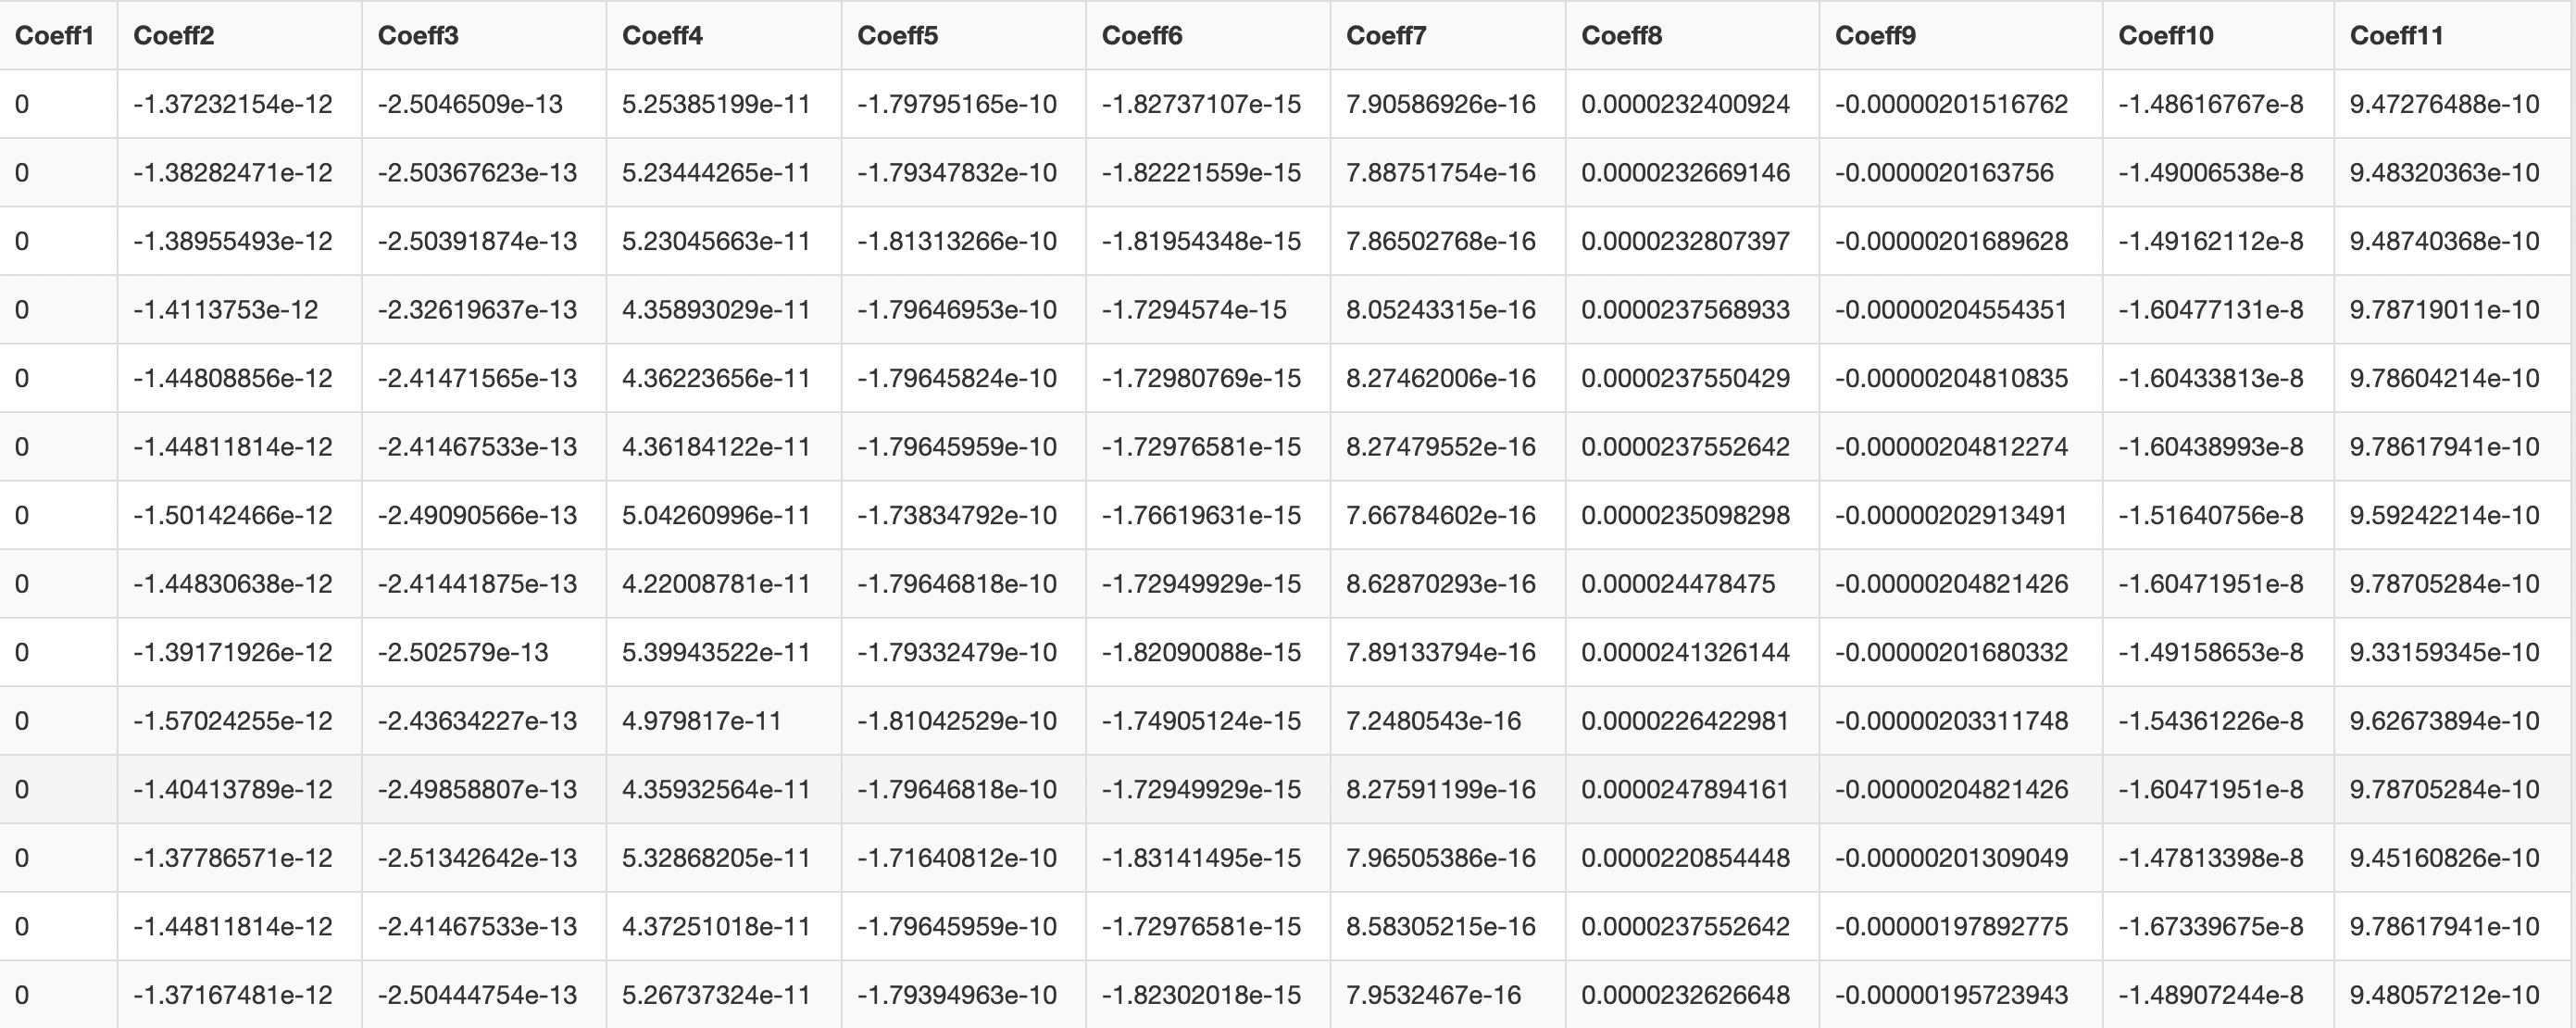 Coeff1 Coeff2 Coeff3 Coeff4 Coeff5 Coeff6 Coeff7 Coeff8 Coeff9 Coeff10 Coeff11
0 -1.37232154e-12 -2.5046509e-13 5.25385199e-11 -1.79795165e-10 -1.82737107e-15 7.90586926e-16 0.0000232400924 -0.00000201516762 -1.48616767e-8 9.47276488e-10
0 -1.38282471e-12 -2.50367623e-13 5.23444265e-11 -1.79347832e-10 -1.82221559e-15 7.88751754e-16 0.0000232669146 -0.0000020163756 -1.49006538e-8 9.48320363e-10
0 -1.38955493e-12 -2.50391874e-13 5.23045663e-11 -1.81313266e-10 -1.81954348e-15 7.86502768e-16 0.0000232807397 -0.00000201689628 -1.49162112e-8 9.48740368e-10
0 -1.4113753e-12 -2.32619637e-13 4.35893029e-11 -1.79646953e-10 -1.7294574e-15 8.05243315e-16 0.0000237568933 -0.00000204554351 -1.60477131e-8 9.78719011e-10
0 -1.44808856e-12 -2.41471565e-13 4.36223656e-11 -1.79645824e-10 -1.72980769e-15 8.27462006e-16 0.0000237550429 -0.00000204810835 -1.60433813e-8 9.78604214e-10
0 -1.44811814e-12 -2.41467533e-13 4.36184122e-11 -1.79645959e-10 -1.72976581e-15 8.27479552e-16 0.0000237552642 -0.00000204812274 -1.60438993e-8 9.78617941e-10
0 -1.50142466e-12 -2.49090566e-13 5.04260996e-11 -1.73834792e-10 -1.76619631e-15 7.66784602e-16 0.0000235098298 -0.00000202913491 -1.51640756e-8 9.59242214e-10
0 -1.44830638e-12 -2.41441875e-13 4.22008781e-11 -1.79646818e-10 -1.72949929e-15 8.62870293e-16 0.000024478475 -0.00000204821426 -1.60471951e-8 9.78705284e-10
0 -1.39171926e-12 -2.502579e-13 5.39943522e-11 -1.79332479e-10 -1.82090088e-15 7.89133794e-16 0.0000241326144 -0.00000201680332 -1.49158653e-8 9.33159345e-10
0 -1.57024255e-12 -2.43634227e-13 4.979817e-11 -1.81042529e-10 -1.74905124e-15 7.2480543e-16 0.0000226422981 -0.00000203311748 -1.54361226e-8 9.62673894e-10
0 -1.40413789e-12 -2.49858807e-13 4.35932564e-11 -1.79646818e-10 -1.72949929e-15 8.27591199e-16 0.0000247894161 -0.00000204821426 -1.60471951e-8 9.78705284e-10
0 -1.37786571e-12 -2.51342642e-13 5.32868205e-11 -1.71640812e-10 -1.83141495e-15 7.96505386e-16 0.0000220854448 -0.00000201309049 -1.47813398e-8 9.45160826e-10
0 -1.44811814e-12 -2.41467533e-13 4.37251018e-11 -1.79645959e-10 -1.72976581e-15 8.58305215e-16 0.0000237552642 -0.00000197892775 -1.67339675e-8 9.78617941e-10
0 -1.37167481e-12 -2.50444754e-13 5.26737324e-11 -1.79394963e-10 -1.82302018e-15 7.9532467e-16 0.0000232626648 -0.00000195723943 -1.48907244e-8 9.48057212e-10